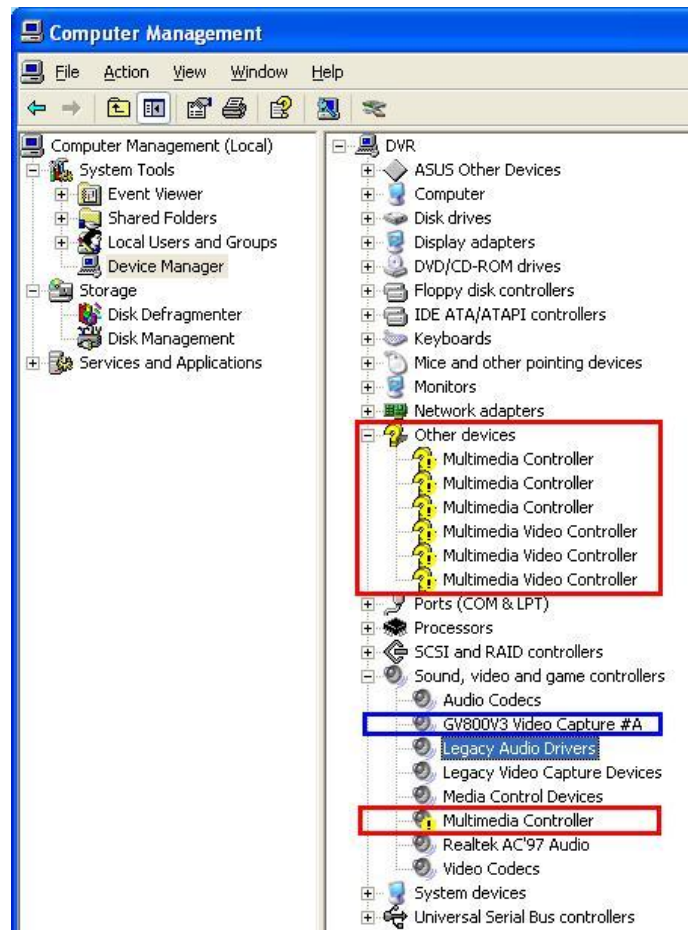 Computer Management
File Action View Window Help
Computer Management (Local)
System Tools
Event Viewer
Shared Folders
Local Users and Groups
Device Manager
Storage
Disk Defragmenter
Disk Management
Services and Applications
DVR
ASUS Other Devices
Computer
Disk drives
Display adapters
DVD/CD-ROM drives
Floppy disk controllers
IDE ATA/ATAPI controllers
Keyboards
Mice and other pointing devices
Monitors
Network adapters
Other devices
Multimedia Controller
Multimedia Controller
Multimedia Controller
Multimedia Video Controller
Multimedia Video Controller
Multimedia Video Controller
Ports (COM & LPT)
Processors
SCSI and RAID controllers
Sound, video and game controllers
Audio Codecs
GV800V3 Video Capture #A
Legacy Audio Drivers
Legacy Video Capture Devices
Media Control Devices
Multimedia Controller
Realtek AC'97 Audio
Video Codecs
System devices
Universal Serial Bus controllers